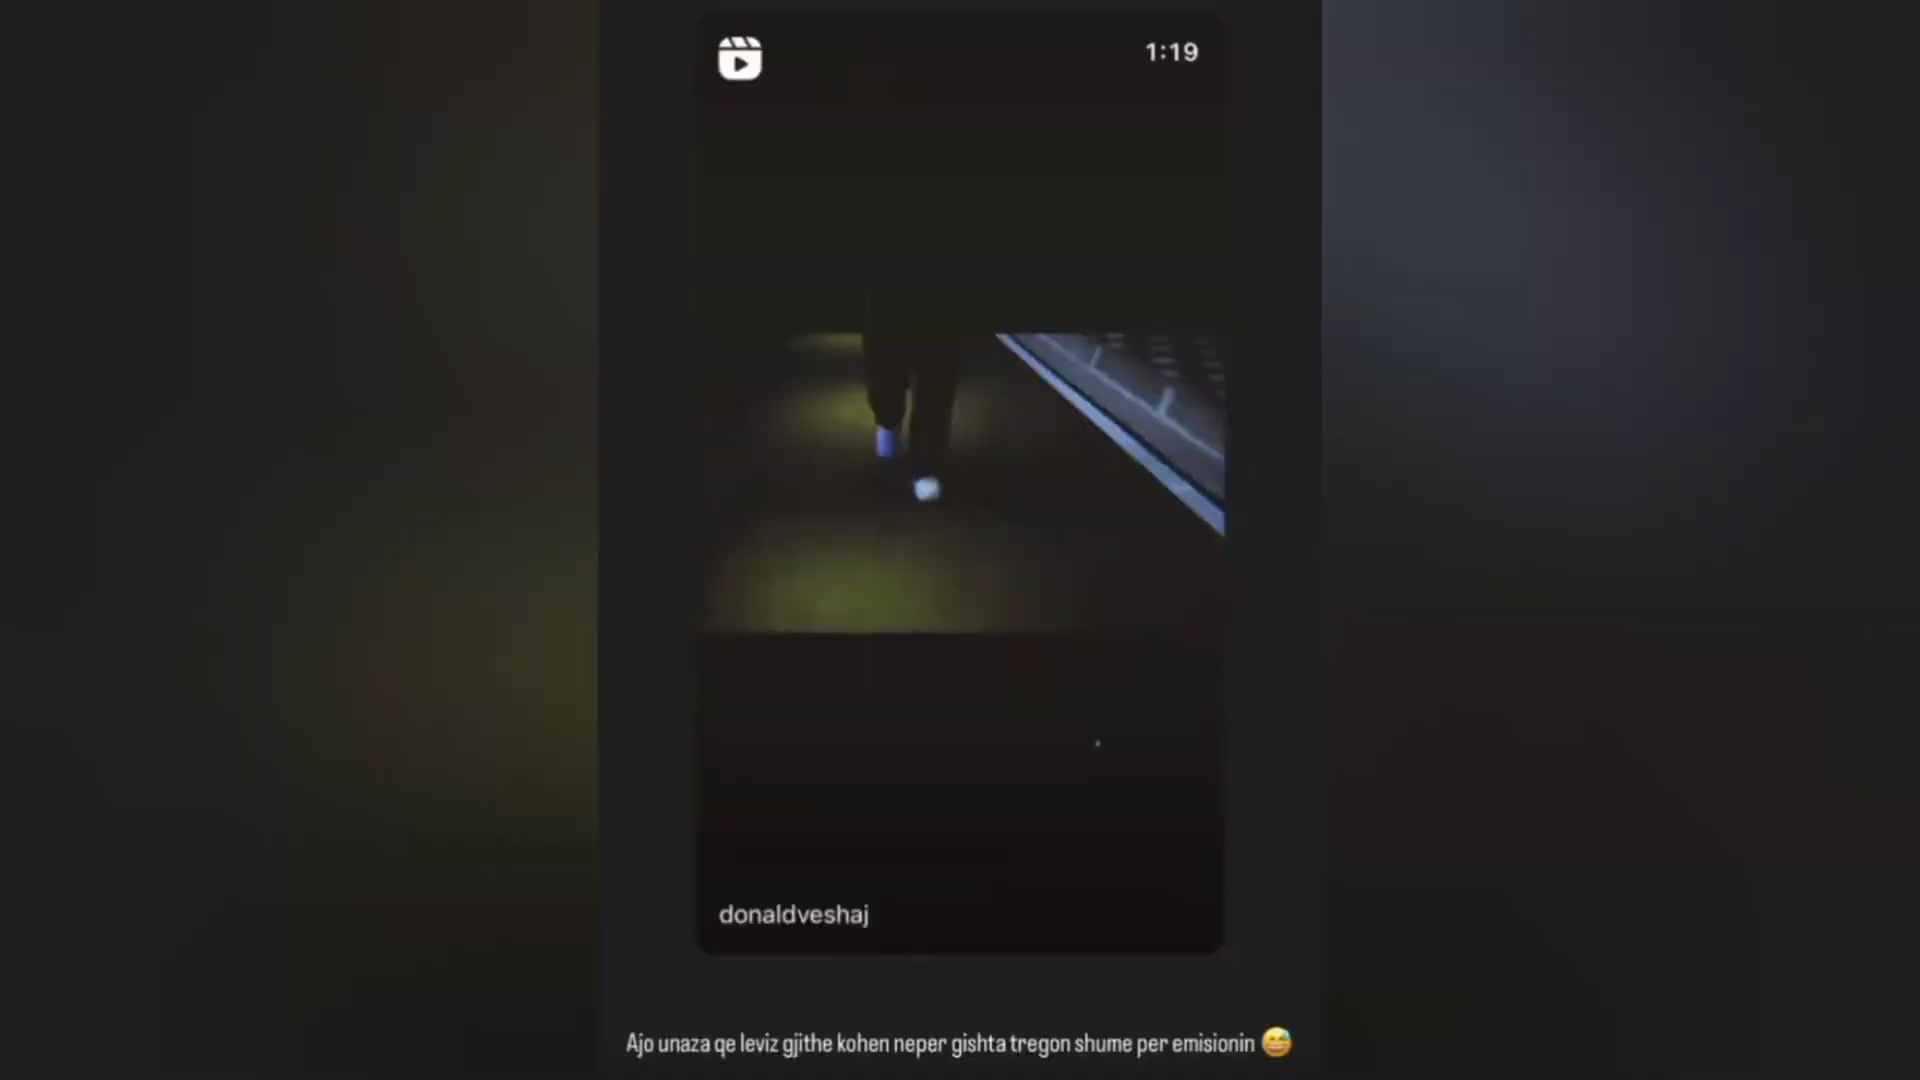 1:19
donaldveshaj
Ajo unaza qe leviz gjithe kohen neper gishta tregon shume per emisionin 😅